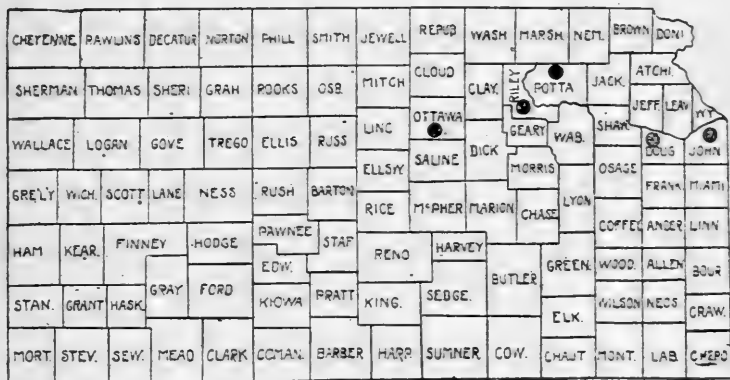 CHEYENNE RAWLINS DECATUR NORTON PHILL SMITH JEWELL REPUB WASH MARSH. NEM. BROWN DONI
SHERMAN THOMAS SHERI GRAH ROOKS OSB. MITCH CLOUD CLAY. RILEY POTTA JACK. ATCHI.
JEFF LEAV WY
WALLACE LOGAN GOVE TREGO ELLIS RUSS LINC OTTAWA GEARY WAB. SHAW. DOUG JOHN
ELLSW SALINE DICK MORRIS OSAGE FRANK. MIAMI
GRE'LY WICH. SCOTT LANE NESS RUSH BARTON RICE McPHER MARION CHASE LYON
HAM KEAR. FINNEY HODGE PAWNEE STAF RENO HARVEY COFFEE ANDER LINN
EDW. BUTLER GREEN. WOOD. ALLEN BOUR
STAN. GRANT HASK. GRAY FORD KIOWA PRATT KING. SEDGE. ELK. WILSON NEOS. CRAW.
MORT. STEV. SEW. MEAD CLARK COMAN. BARBER HARP. SUMNER COW. CHAUT MONT. LAB. CHERO